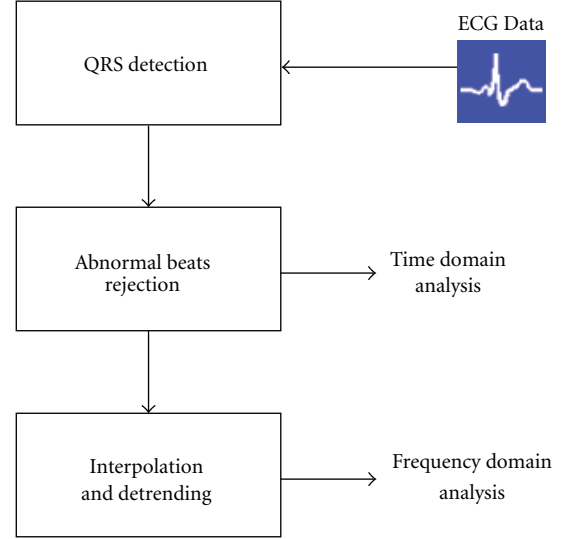 ECG Data
QRS detection
Abnormal beats
rejection
Time domain
analysis
Interpolation
and detrending
Frequency domain
analysis